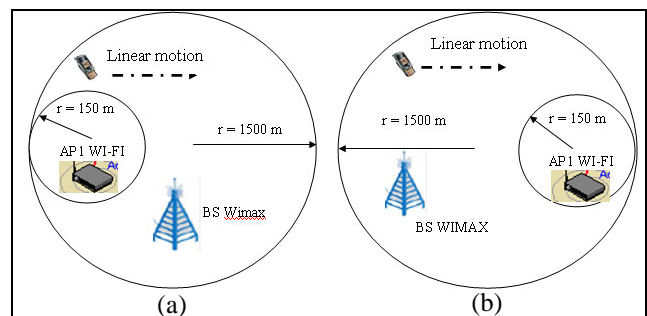 Linear motion
r = 150 m
r = 1500 m
AP1 WI-FI
BS Wimax
(a)
Linear motion
r = 1500 m
r = 150 m
AP1 WI-FI
BS WIMAX
(b)